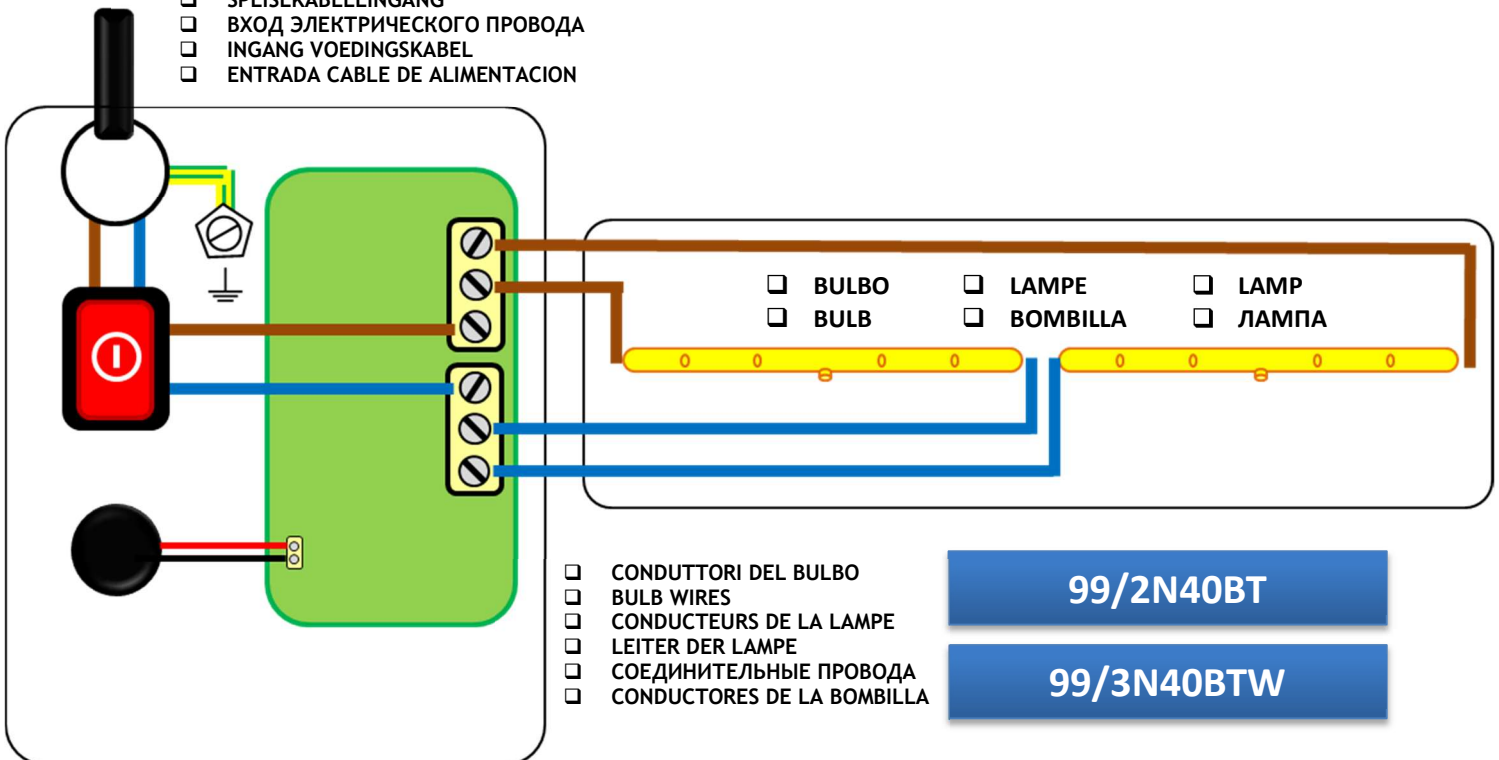 SPEISEKABELEINGANG
ВХОД ЭЛЕКТРИЧЕСКОГО ПРОВОДА
INGANG VOEDINGSKABEL
ENTRADA CABLE DE ALIMENTACION
BULBO LAMPE LAMP
BULB BOMBILLA ЛАМПА
CONDUTTORI DEL BULBO
BULB WIRES
CONDUCTEURS DE LA LAMPE
LEITER DER LAMPE
СОЕДИНИТЕЛЬНЫЕ ПРОВОДА
CONDUCTORES DE LA BOMBILLA
99/2N40BT
99/3N40BTW